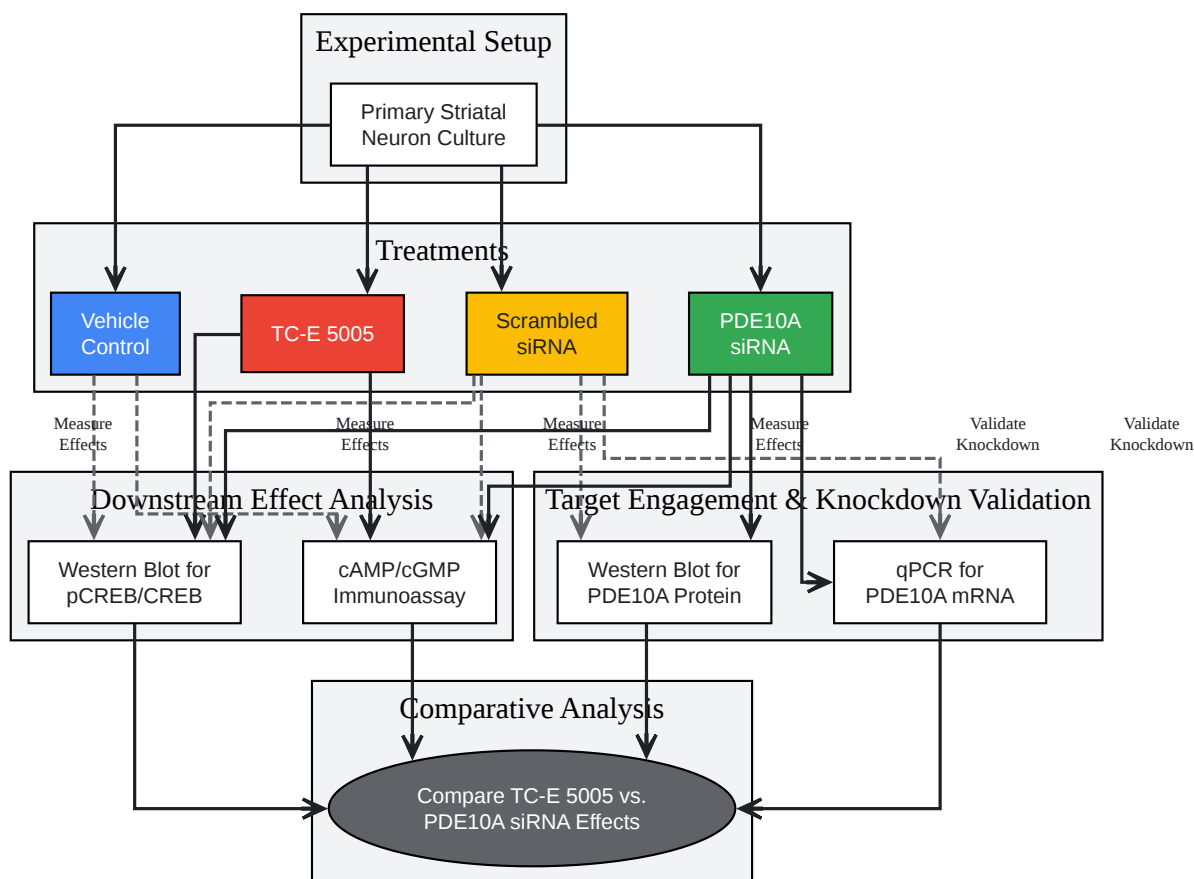 Experimental Setup
Primary Striatal
Neuron Culture
Treatments
Vehicle
Control
TC-E 5005
Scrambled
siRNA
PDE10A
siRNA
Measure
Effects
Measure
Effects
Measure
Effects
Measure
Effects
Validate
Knockdown
Validate
Knockdown
Downstream Effect Analysis
Target Engagement & Knockdown Validation
Western Blot for
pCREB/CREB
cAMP/cGMP
Immunoassay
Western Blot for
PDE10A Protein
qPCR for
PDE10A mRNA
Comparative Analysis
Compare TC-E 5005 vs.
PDE10A siRNA Effects